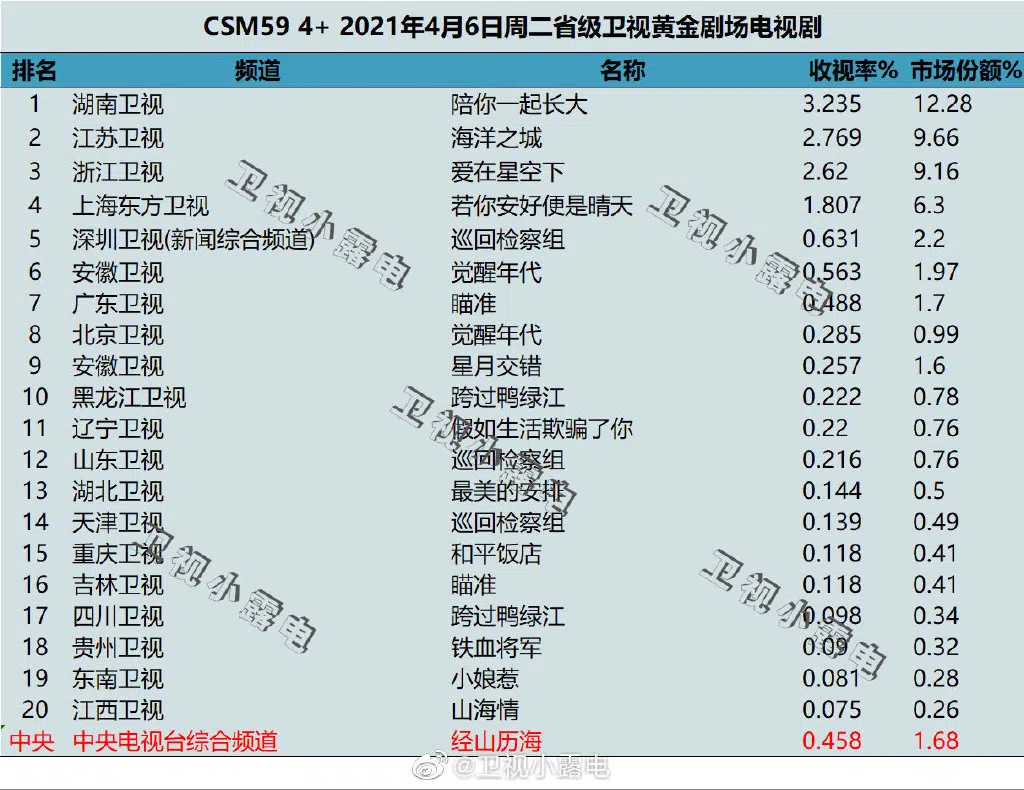 CSM59 4+ 2021年4月6日周二省级卫视黄金剧场电视剧
排名 频道 名称 收视率% 市场份额%
1 湖南卫视 陪你一起长大 3.235 12.28
2 江苏卫视 海洋之城 2.769 9.66
3 浙江卫视 爱在星空下 2.62 9.16
4 上海东方卫视 若你安好便是晴天 1.807 6.3
5 深圳卫视(新闻综合频道) 巡回检察组 0.631 2.2
6 安徽卫视 觉醒年代 0.563 1.97
7 广东卫视 瞄准 0.488 1.7
8 北京卫视 觉醒年代 0.285 0.99
9 安徽卫视 星月交错 0.257 1.6
10 黑龙江卫视 跨过鸭绿江 0.222 0.78
11 辽宁卫视 假如生活欺骗了你 0.22 0.76
12 山东卫视 巡回检察组 0.216 0.76
13 湖北卫视 最美的安排 0.144 0.5
14 天津卫视 巡回检察组 0.139 0.49
15 重庆卫视 和平饭店 0.118 0.41
16 吉林卫视 瞄准 0.118 0.41
17 四川卫视 跨过鸭绿江 0.098 0.34
18 贵州卫视 铁血将军 0.09 0.32
19 东南卫视 小娘惹 0.081 0.28
20 江西卫视 山海情 0.075 0.26
中央 中央电视台综合频道 经山历海 0.458 1.68
卫视小露电
卫视小露电
卫视小露电
卫视小露电
卫视小露电
@卫视小露电